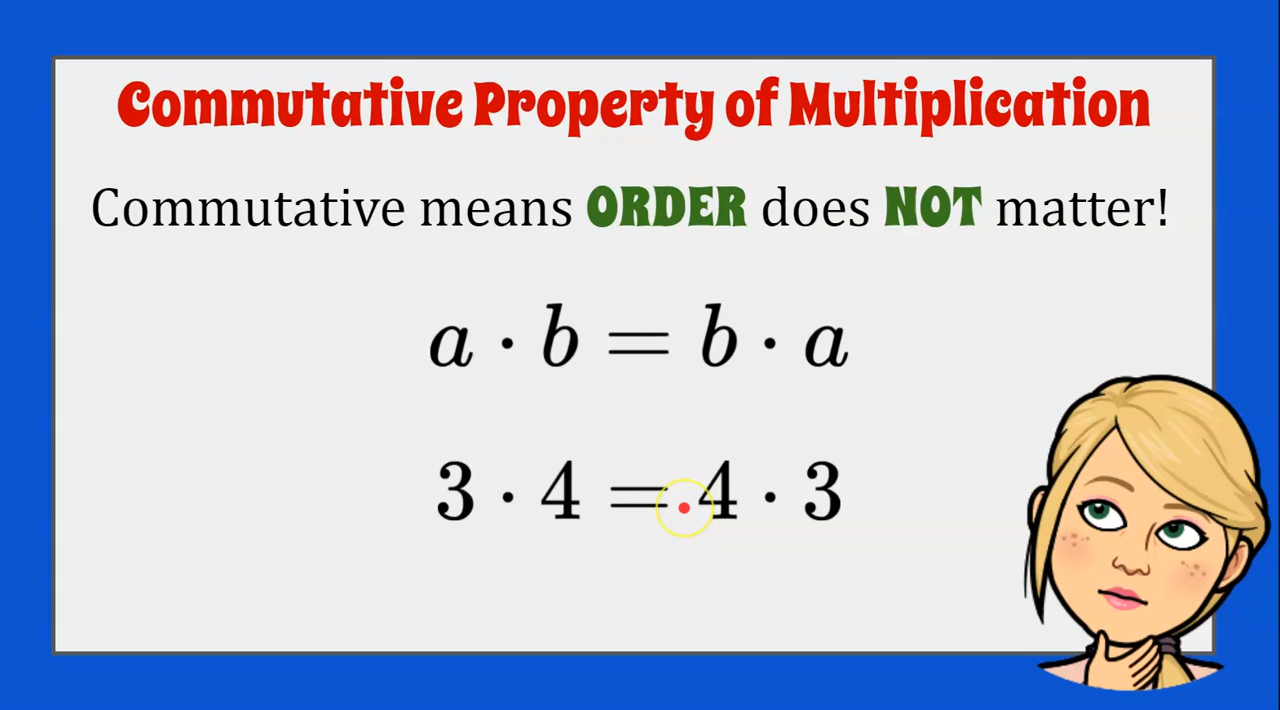 Commutative Property of Multiplication
Commutative means ORDER does NOT matter!
a · b = b · a
3 · 4 = 4 · 3